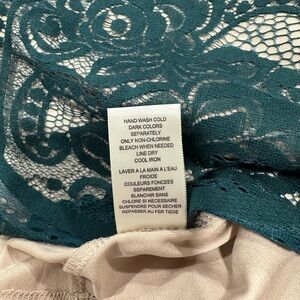 HAND WASH COLD
DARK COLORS
SEPARATELY
ONLY NON-CHLORINE
BLEACH WHEN NEEDED
LINE DRY
COOL IRON
LAVER A LA MAIN A L'EAU
FROIDE
COULEURS FONCEES
SEPAREMENT
BLANCHIR SANS
CHLORE SI NECESSAIRE
SUSPENDRE POUR SECHER
REPASSER AU FER TIEDE